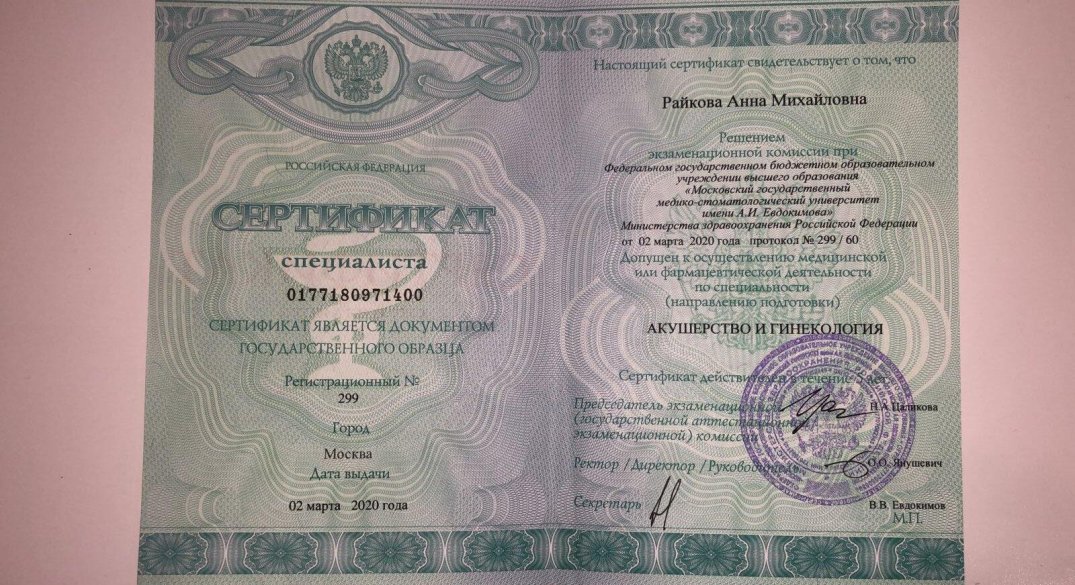 РОССИЙСКАЯ ФЕДЕРАЦИЯ
СЕРТИФИКАТ
специалиста
0177180971400
СЕРТИФИКАТ ЯВЛЯЕТСЯ ДОКУМЕНТОМ
ГОСУДАРСТВЕННОГО ОБРАЗЦА
Регистрационный №
299
Город
Москва
Дата выдачи
02 марта 2020 года
Настоящий сертификат свидетельствует о том, что
Райкова Анна Михайловна
Решением
экзаменационной комиссии при
Федеральном государственном бюджетном образовательном
учреждении высшего образования
«Московский государственный
медико-стоматологический университет
имени А.И. Евдокимова»
Министерства здравоохранения Российской Федерации
от 02 марта 2020 года протокол № 299 / 60
Допущен к осуществлению медицинской
или фармацевтической деятельности
по специальности
(направлению подготовки)
АКУШЕРСТВО И ГИНЕКОЛОГИЯ
Сертификат действителен в течение 5 лет
Председатель экзаменационной
(государственной аттестационной,
экзаменационной) комиссии
Н.А.Цаликова
Ректор /Директор /Руководитель
О.О. Янушевич
Секретарь
В.В. Евдокимов
М.П.